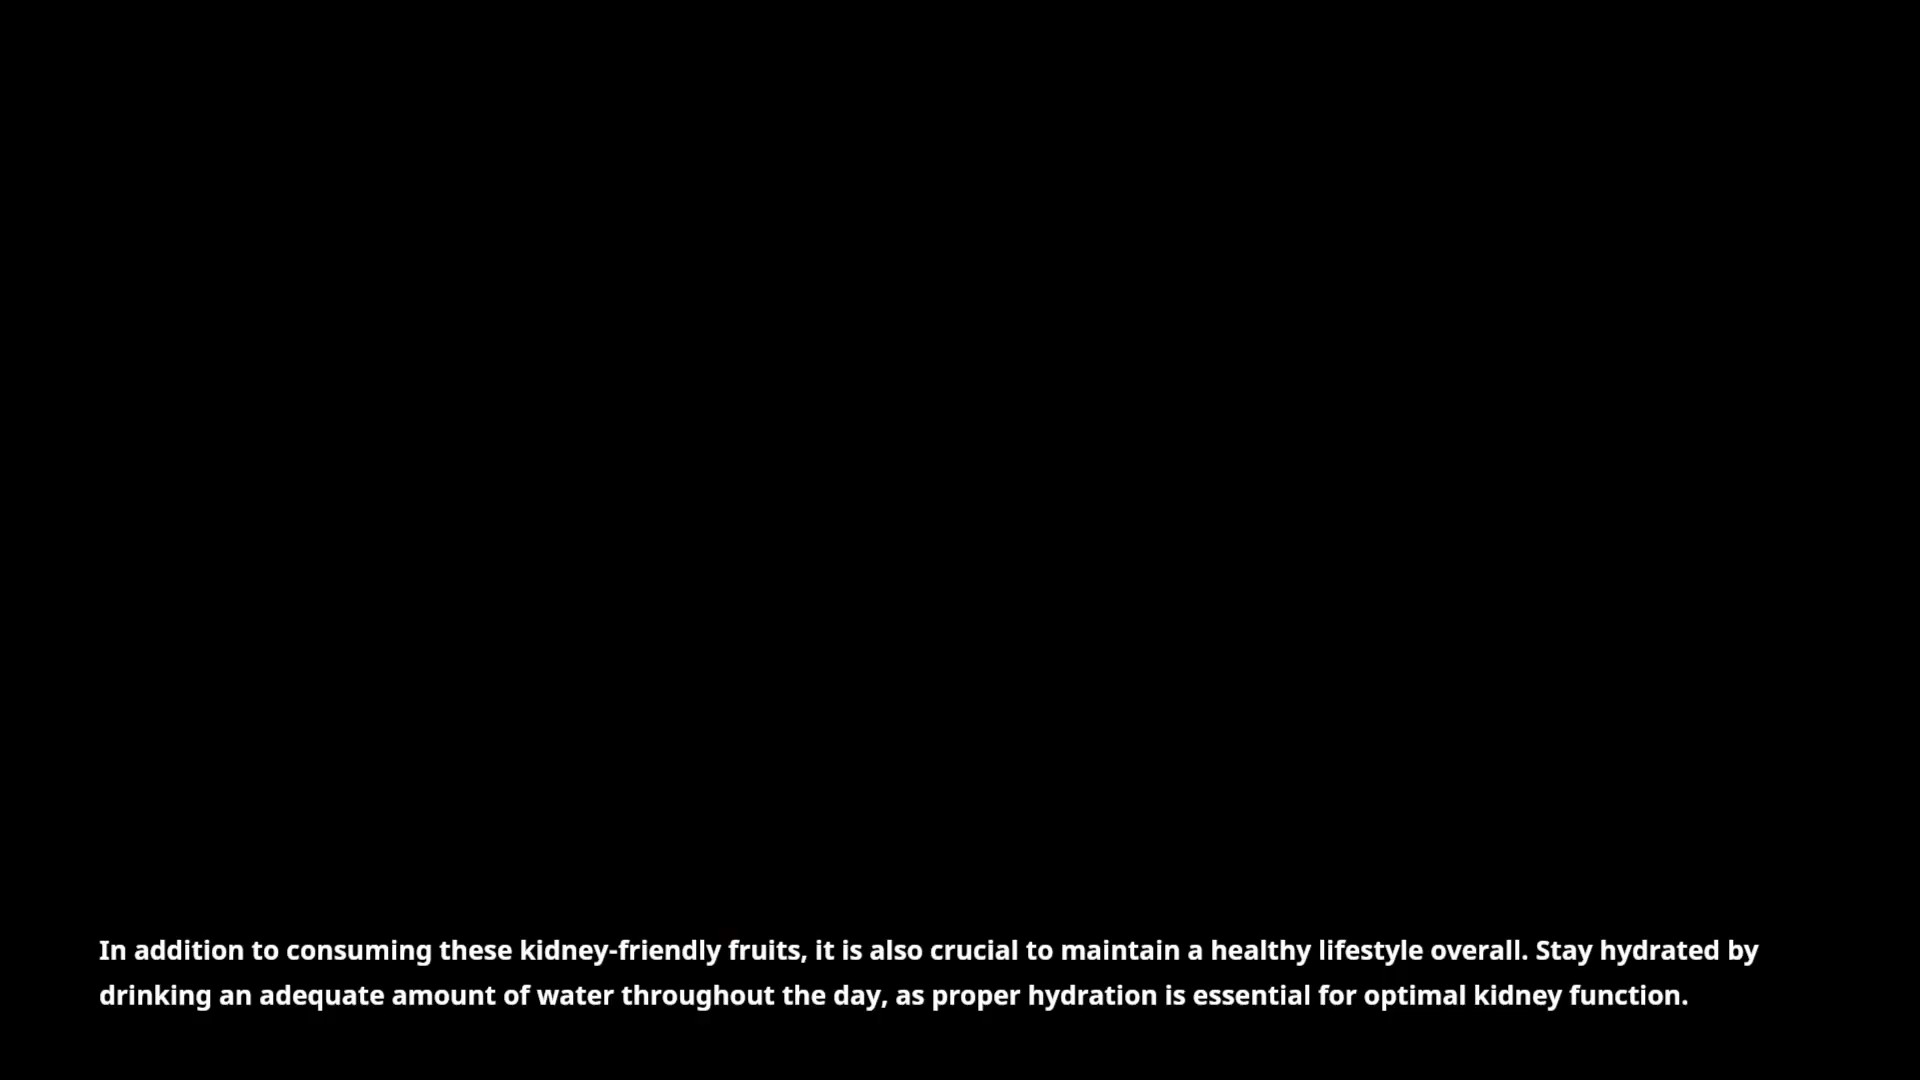 In addition to consuming these kidney-friendly fruits, it is also crucial to maintain a healthy lifestyle overall. Stay hydrated by
drinking an adequate amount of water throughout the day, as proper hydration is essential for optimal kidney function.